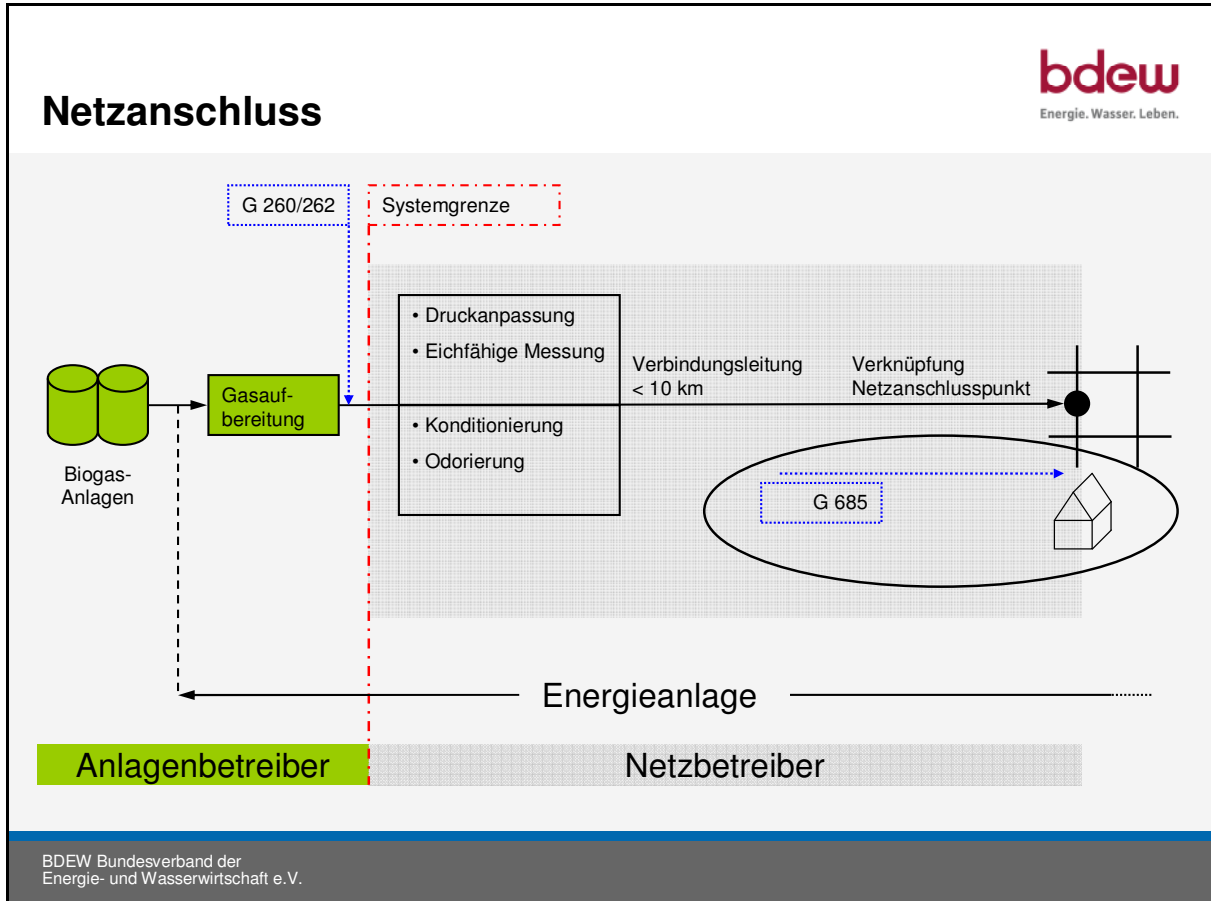 Netzanschluss
bdew
Energie. Wasser. Leben.
G 260/262
Systemgrenze
• Druckanpassung
• Eichfähige Messung
Verbindungsleitung
< 10 km
Verknüpfung
Netzanschlusspunkt
Gasauf-
bereitung
• Konditionierung
• Odorierung
Biogas-
Anlagen
G 685
Energieanlage
Anlagenbetreiber
Netzbetreiber
BDEW Bundesverband der
Energie- und Wasserwirtschaft e.V.